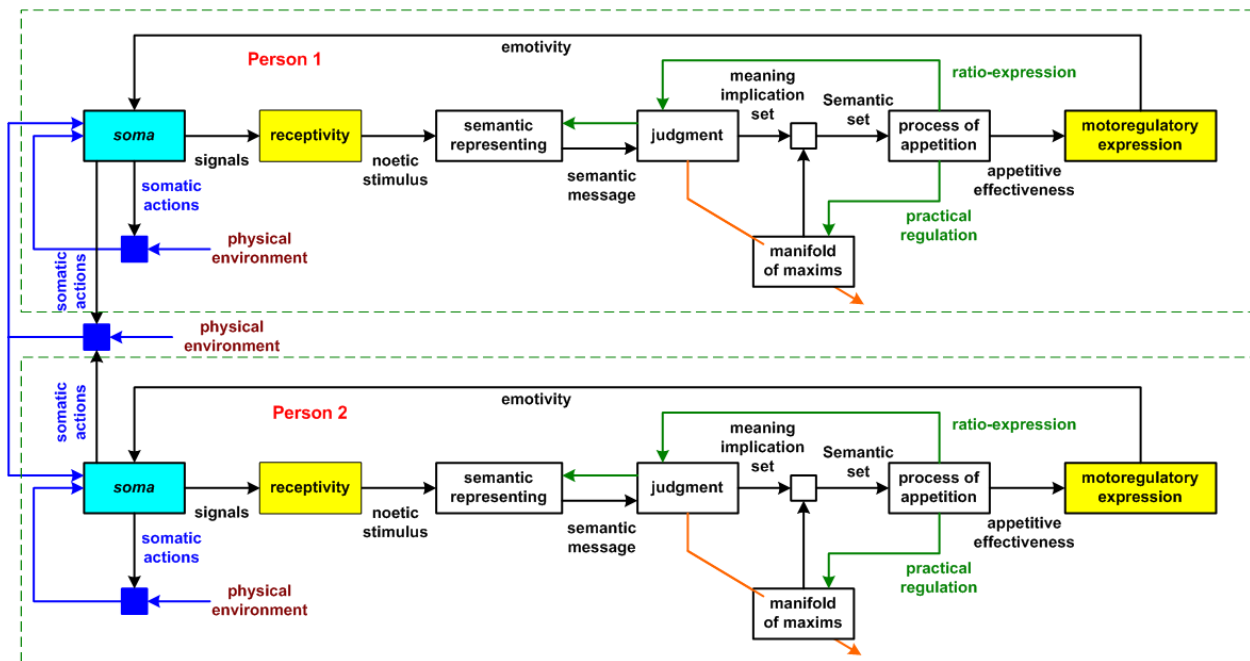 emotivity
Person 1
ratio-expression
meaning
implication
set
Semantic
set
soma
signals
receptivity
noetic
stimulus
semantic
representing
semantic
message
judgment
process of
appetition
appetitive
effectiveness
motoregulatory
expression
somatic
actions
physical
environment
practical
regulation
manifold
of maxims
somatic
actions
physical
environment
somatic
actions
emotivity
Person 2
ratio-expression
meaning
implication
set
Semantic
set
soma
signals
receptivity
noetic
stimulus
semantic
representing
semantic
message
judgment
process of
appetition
appetitive
effectiveness
motoregulatory
expression
somatic
actions
physical
environment
practical
regulation
manifold
of maxims